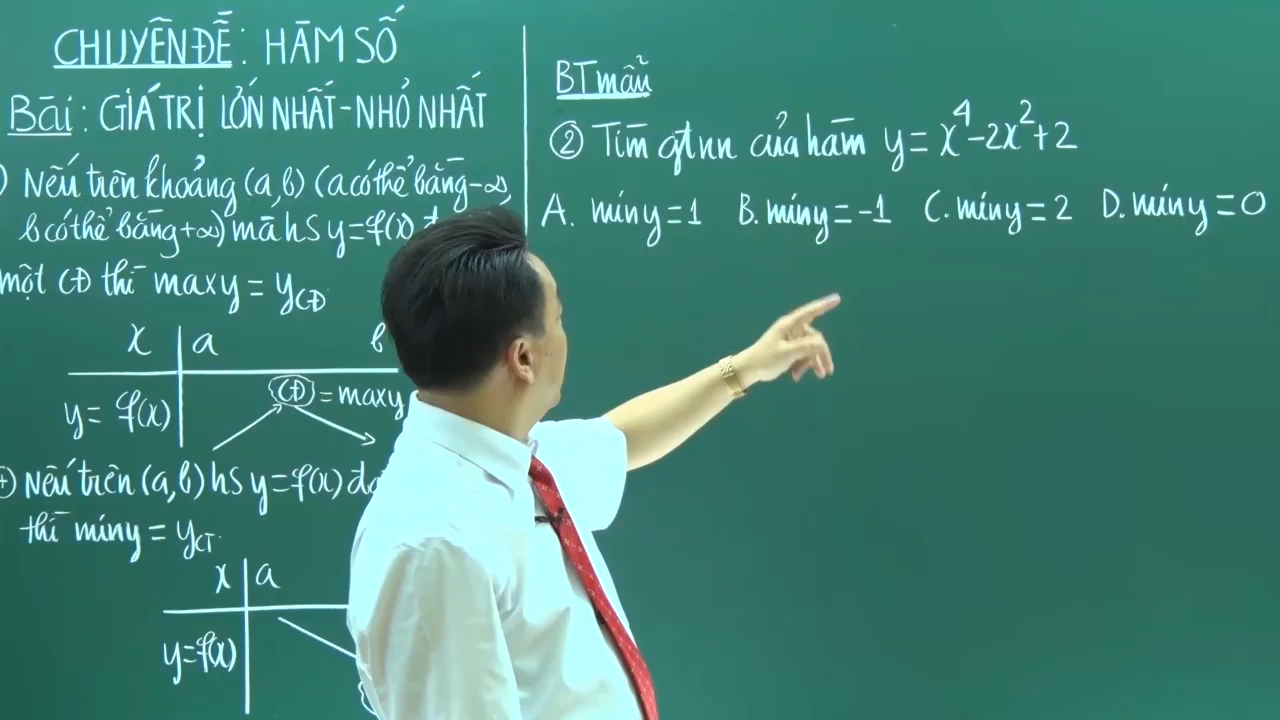 CHUYÊN ĐỀ: HÀM SỐ
Bài: GIÁ TRỊ LỚN NHẤT - NHỎ NHẤT
) Nếu trên khoảng (a,b) (a có thể bằng -∞,
b có thể bằng +∞) mà hs y = f(x)
một CĐ thì max y = yCĐ
x a b
y = f(x) CĐ = max y
+) Nếu trên (a,b) hs y = f(x)
thì min y = yCT
x a
y = f(x)
BT mẫu
② Tìm gtnn của hàm y = x⁴ - 2x² + 2
A. min y = 1 B. min y = -1 C. min y = 2 D. min y = 0